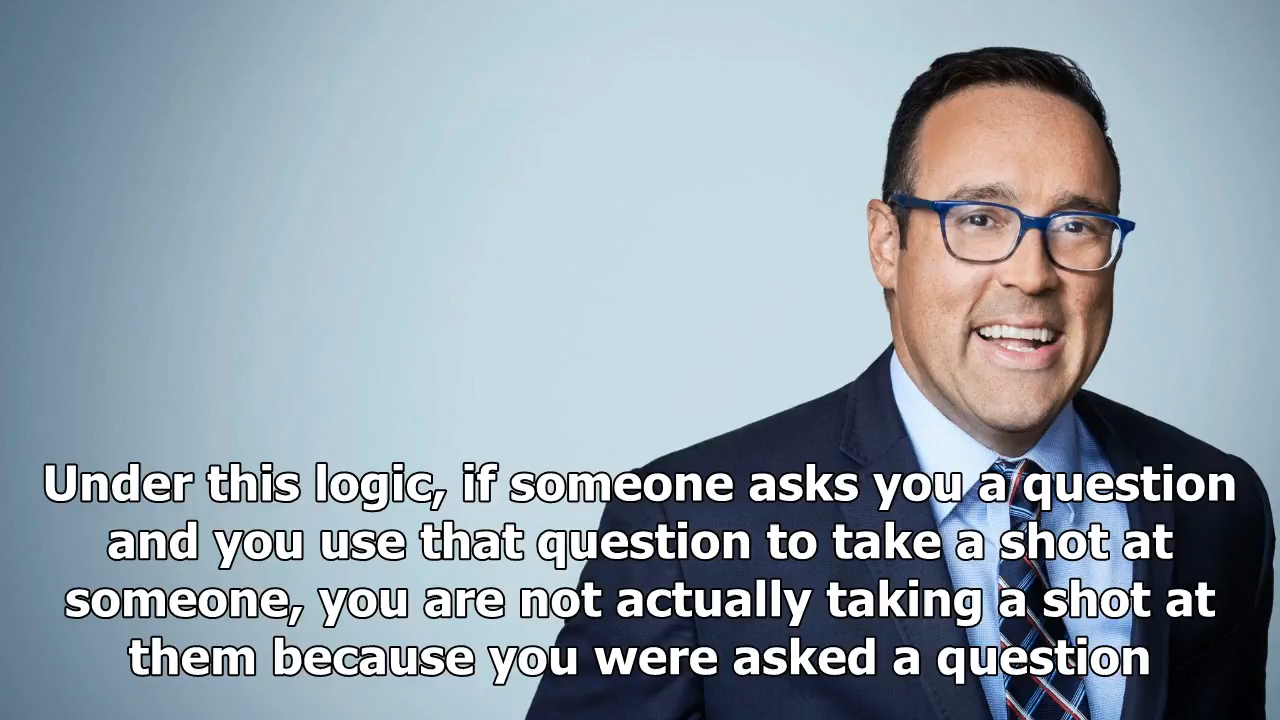 Under this logic, if someone asks you a question
and you use that question to take a shot at
someone, you are not actually taking a shot at
them because you were asked a question